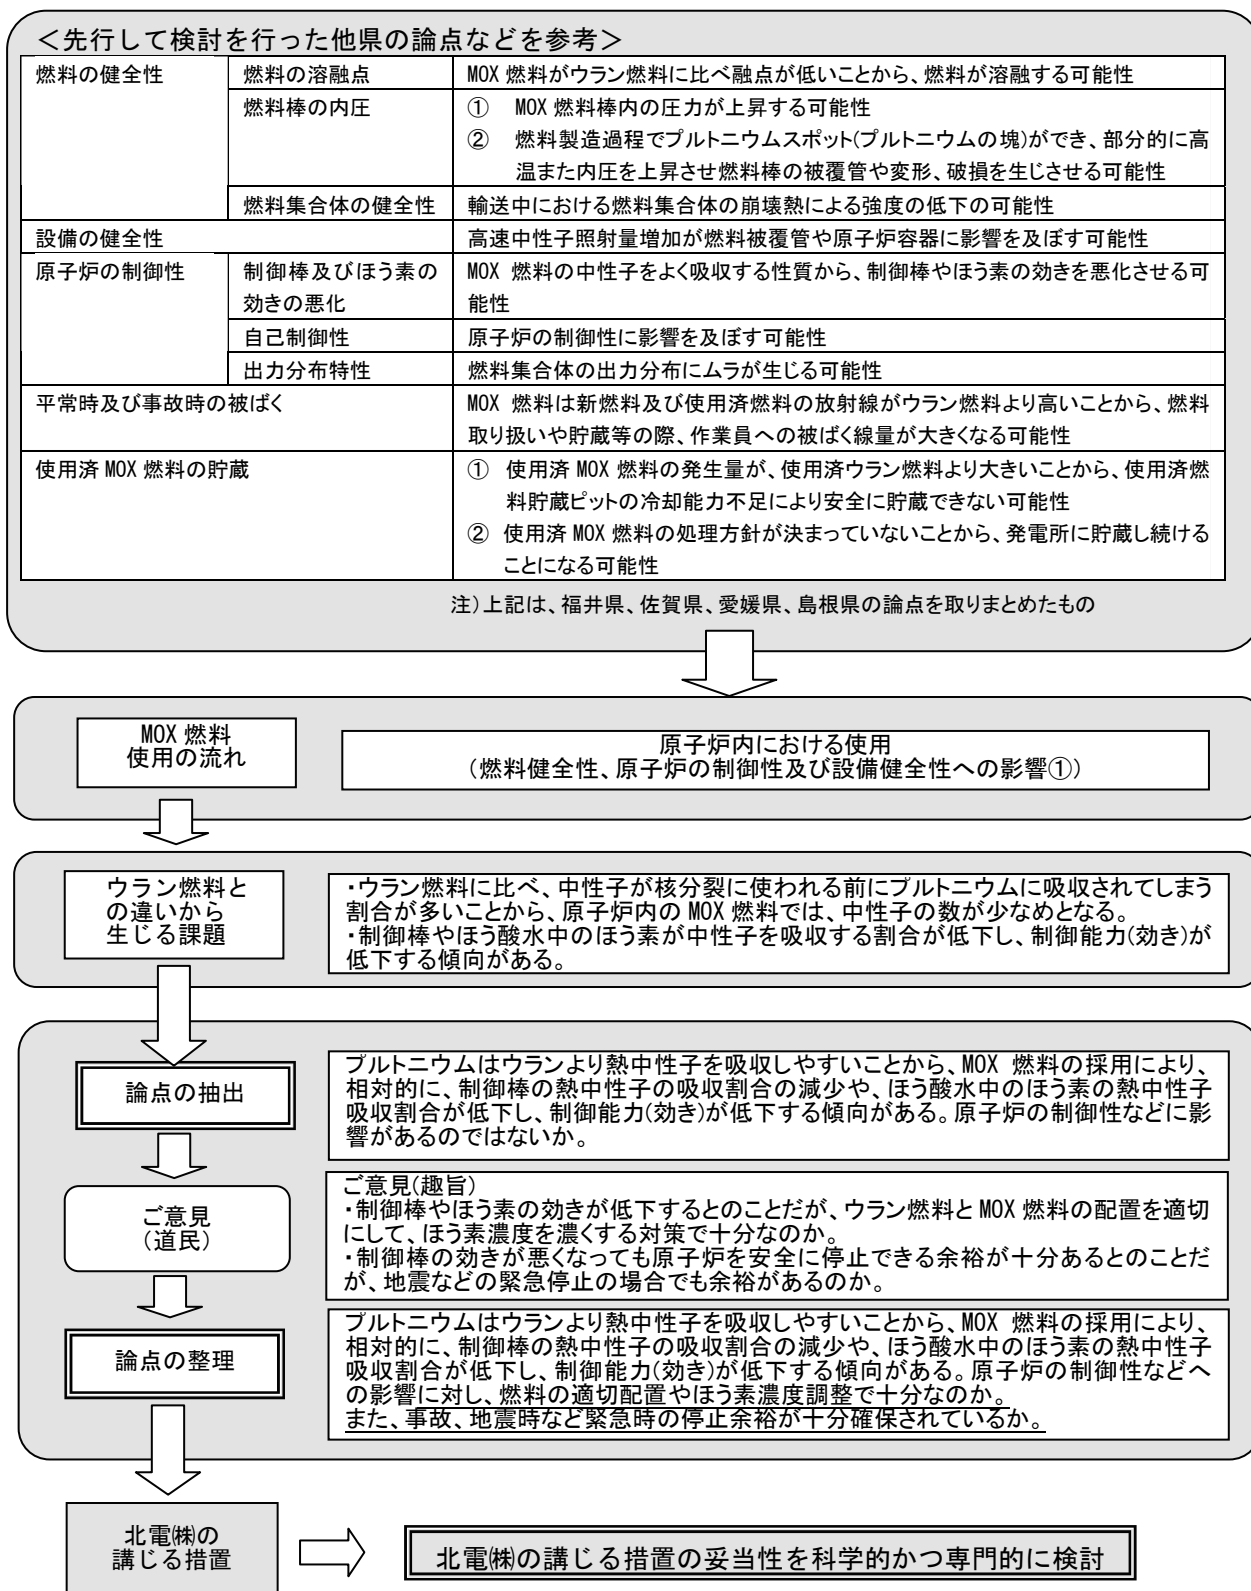 ＜先行して検討を行った他県の論点などを参考＞
燃料の健全性
燃料の溶融点
MOX 燃料がウラン燃料に比べ融点が低いことから、燃料が溶融する可能性
燃料棒の内圧
① MOX 燃料棒内の圧力が上昇する可能性
② 燃料製造過程でプルトニウムスポット(プルトニウムの塊)ができ、部分的に高
温また内圧を上昇させ燃料棒の被覆管や変形、破損を生じさせる可能性
燃料集合体の健全性
輸送中における燃料集合体の崩壊熱による強度の低下の可能性
設備の健全性
高速中性子照射量増加が燃料被覆管や原子炉容器に影響を及ぼす可能性
原子炉の制御性
制御棒及びほう素の
効きの悪化
MOX 燃料の中性子をよく吸収する性質から、制御棒やほう素の効きを悪化させる可
能性
自己制御性
原子炉の制御性に影響を及ぼす可能性
出力分布特性
燃料集合体の出力分布にムラが生じる可能性
平常時及び事故時の被ばく
MOX 燃料は新燃料及び使用済燃料の放射線がウラン燃料より高いことから、燃料
取り扱いや貯蔵等の際、作業員への被ばく線量が大きくなる可能性
使用済 MOX 燃料の貯蔵
① 使用済 MOX 燃料の発生量が、使用済ウラン燃料より大きいことから、使用済燃
料貯蔵ピットの冷却能力不足により安全に貯蔵できない可能性
② 使用済 MOX 燃料の処理方針が決まっていないことから、発電所に貯蔵し続ける
ことになる可能性
注）上記は、福井県、佐賀県、愛媛県、島根県の論点を取りまとめたもの
MOX 燃料
使用の流れ
原子炉内における使用
（燃料健全性、原子炉の制御性及び設備健全性への影響①）
ウラン燃料と
の違いから
生じる課題
・ウラン燃料に比べ、中性子が核分裂に使われる前にプルトニウムに吸収されてしまう
割合が多いことから、原子炉内の MOX 燃料では、中性子の数が少なめとなる。
・制御棒やほう酸水中のほう素が中性子を吸収する割合が低下し、制御能力(効き)が
低下する傾向がある。
論点の抽出
プルトニウムはウランより熱中性子を吸収しやすいことから、MOX 燃料の採用により、
相対的に、制御棒の熱中性子の吸収割合の減少や、ほう酸水中のほう素の熱中性子
吸収割合が低下し、制御能力(効き)が低下する傾向がある。原子炉の制御性などに影
響があるのではないか。
ご意見
（道民）
ご意見(趣旨)
・制御棒やほう素の効きが低下するとのことだが、ウラン燃料と MOX 燃料の配置を適切
にして、ほう素濃度を濃くする対策で十分なのか。
・制御棒の効きが悪くなっても原子炉を安全に停止できる余裕が十分あるとのことだ
が、地震などの緊急停止の場合でも余裕があるのか。
論点の整理
プルトニウムはウランより熱中性子を吸収しやすいことから、MOX 燃料の採用により、
相対的に、制御棒の熱中性子の吸収割合の減少や、ほう酸水中のほう素の熱中性子
吸収割合が低下し、制御能力(効き)が低下する傾向がある。原子炉の制御性などへ
の影響に対し、燃料の適切配置やほう素濃度調整で十分なのか。
また、事故、地震時など緊急時の停止余裕が十分確保されているか。
北電㈱の
講じる措置
北電㈱の講じる措置の妥当性を科学的かつ専門的に検討